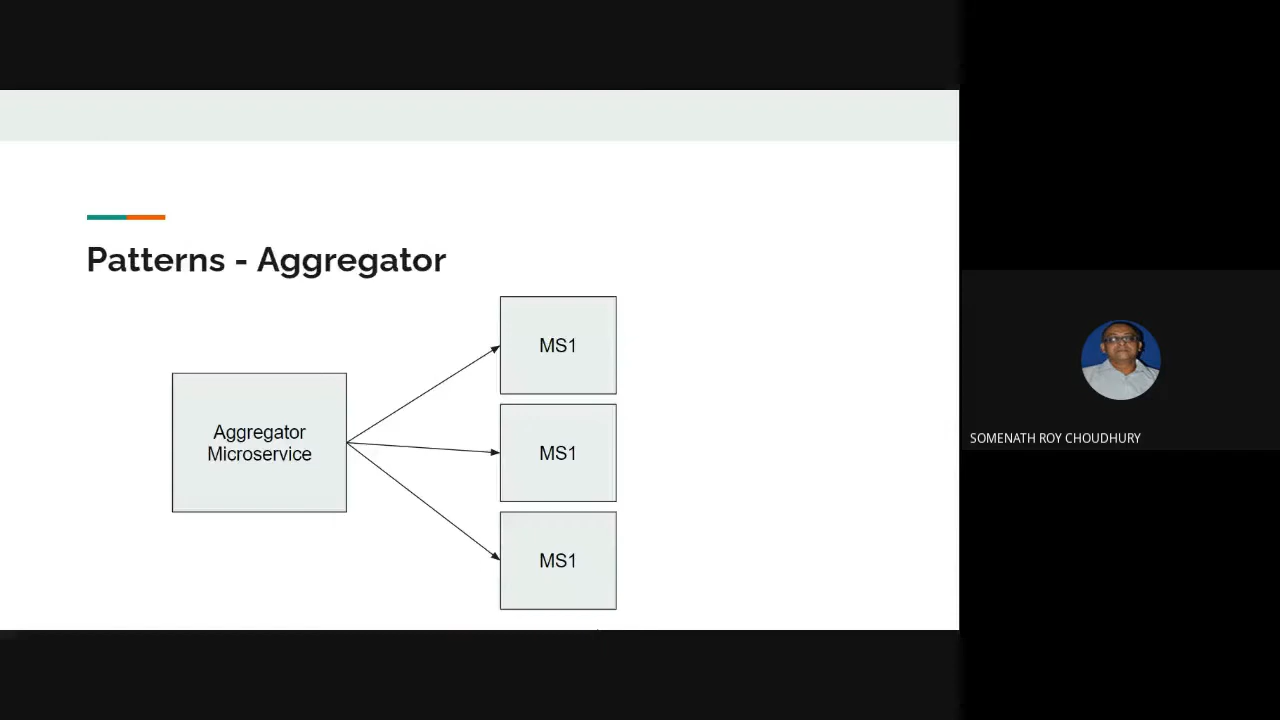 Patterns - Aggregator
MS1
Aggregator
Microservice
MS1
MS1
SOMENATH ROY CHOUDHURY